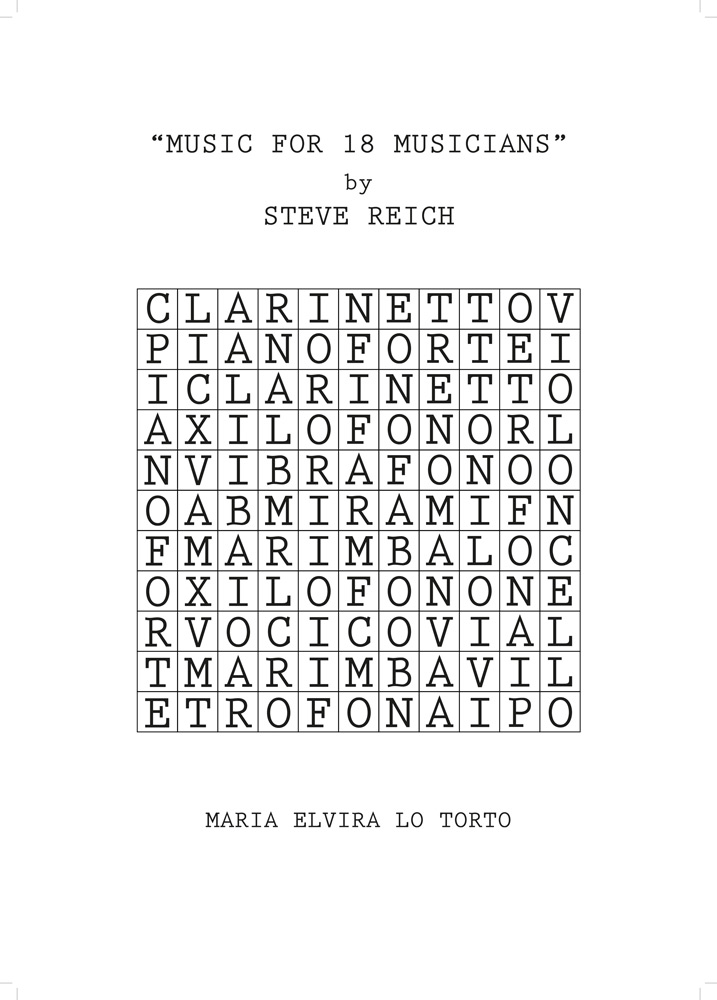 “MUSIC FOR 18 MUSICIANS”
by
STEVE REICH
CLARINETTOV
PIANOFORTEI
ICLARINETTO
AXILOFONORL
NVIBRAFONOO
OABMIRAMIFN
FMARIMBALOC
OXILOFONONE
RVOCICOVIAL
TMARIMBAVIL
ETROFONAIPO
MARIA ELVIRA LO TORTO